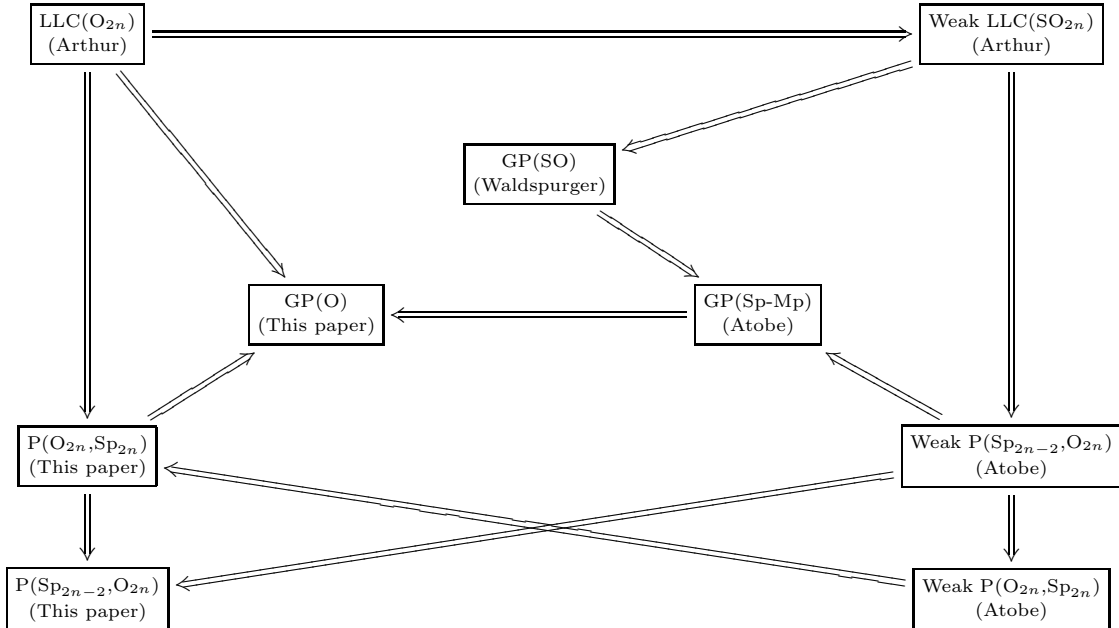 LLC(O₂ₙ)
(Arthur)
Weak LLC(SO₂ₙ)
(Arthur)
GP(SO)
(Waldspurger)
GP(O)
(This paper)
GP(Sp-Mp)
(Atobe)
P(O₂ₙ,Sp₂ₙ)
(This paper)
Weak P(Sp₂ₙ₋₂,O₂ₙ)
(Atobe)
P(Sp₂ₙ₋₂,O₂ₙ)
(This paper)
Weak P(O₂ₙ,Sp₂ₙ)
(Atobe)